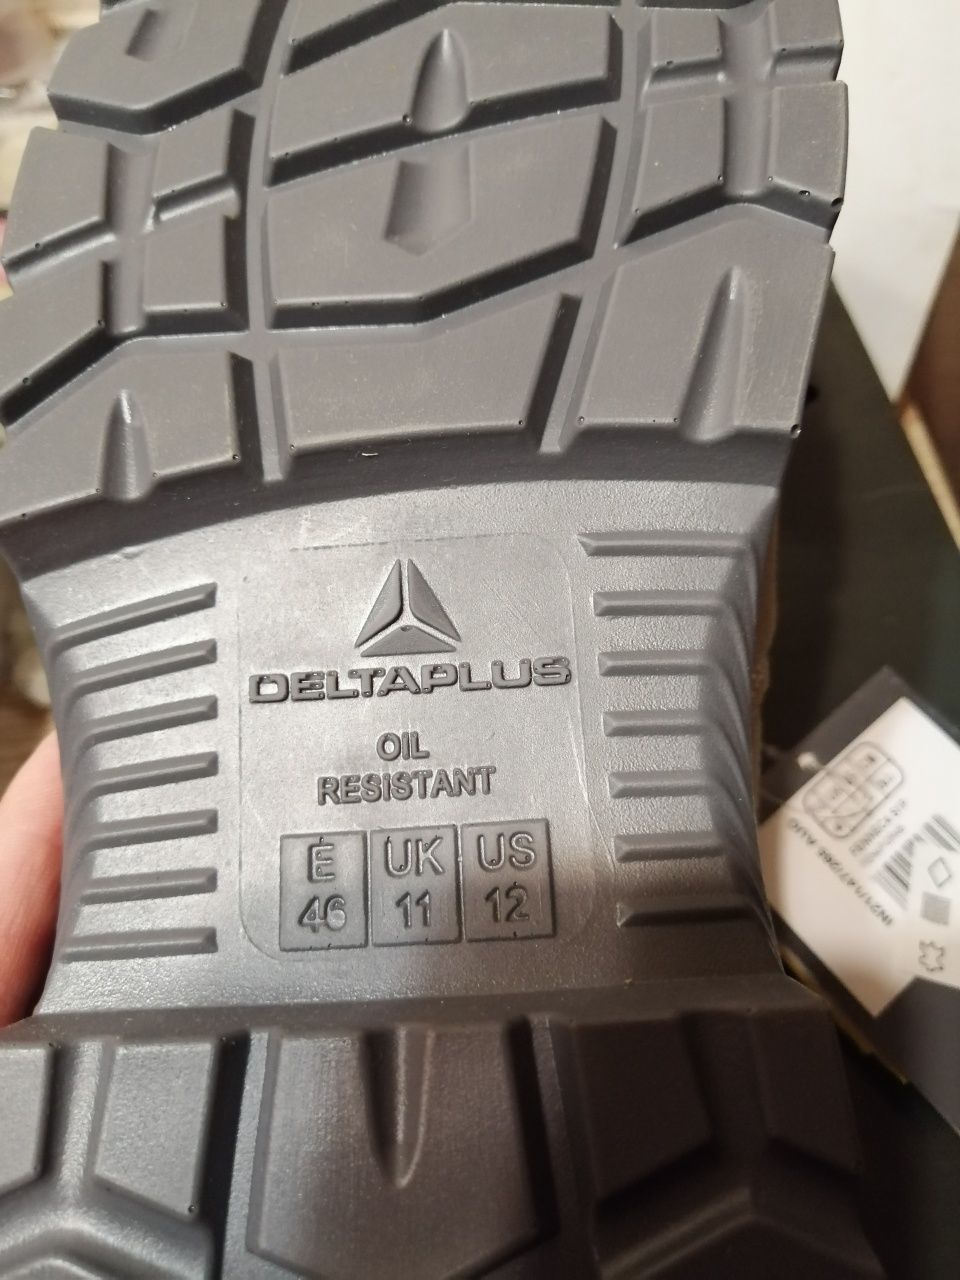 DELTAPLUS
OIL
RESISTANT
E UK US
46 11 12